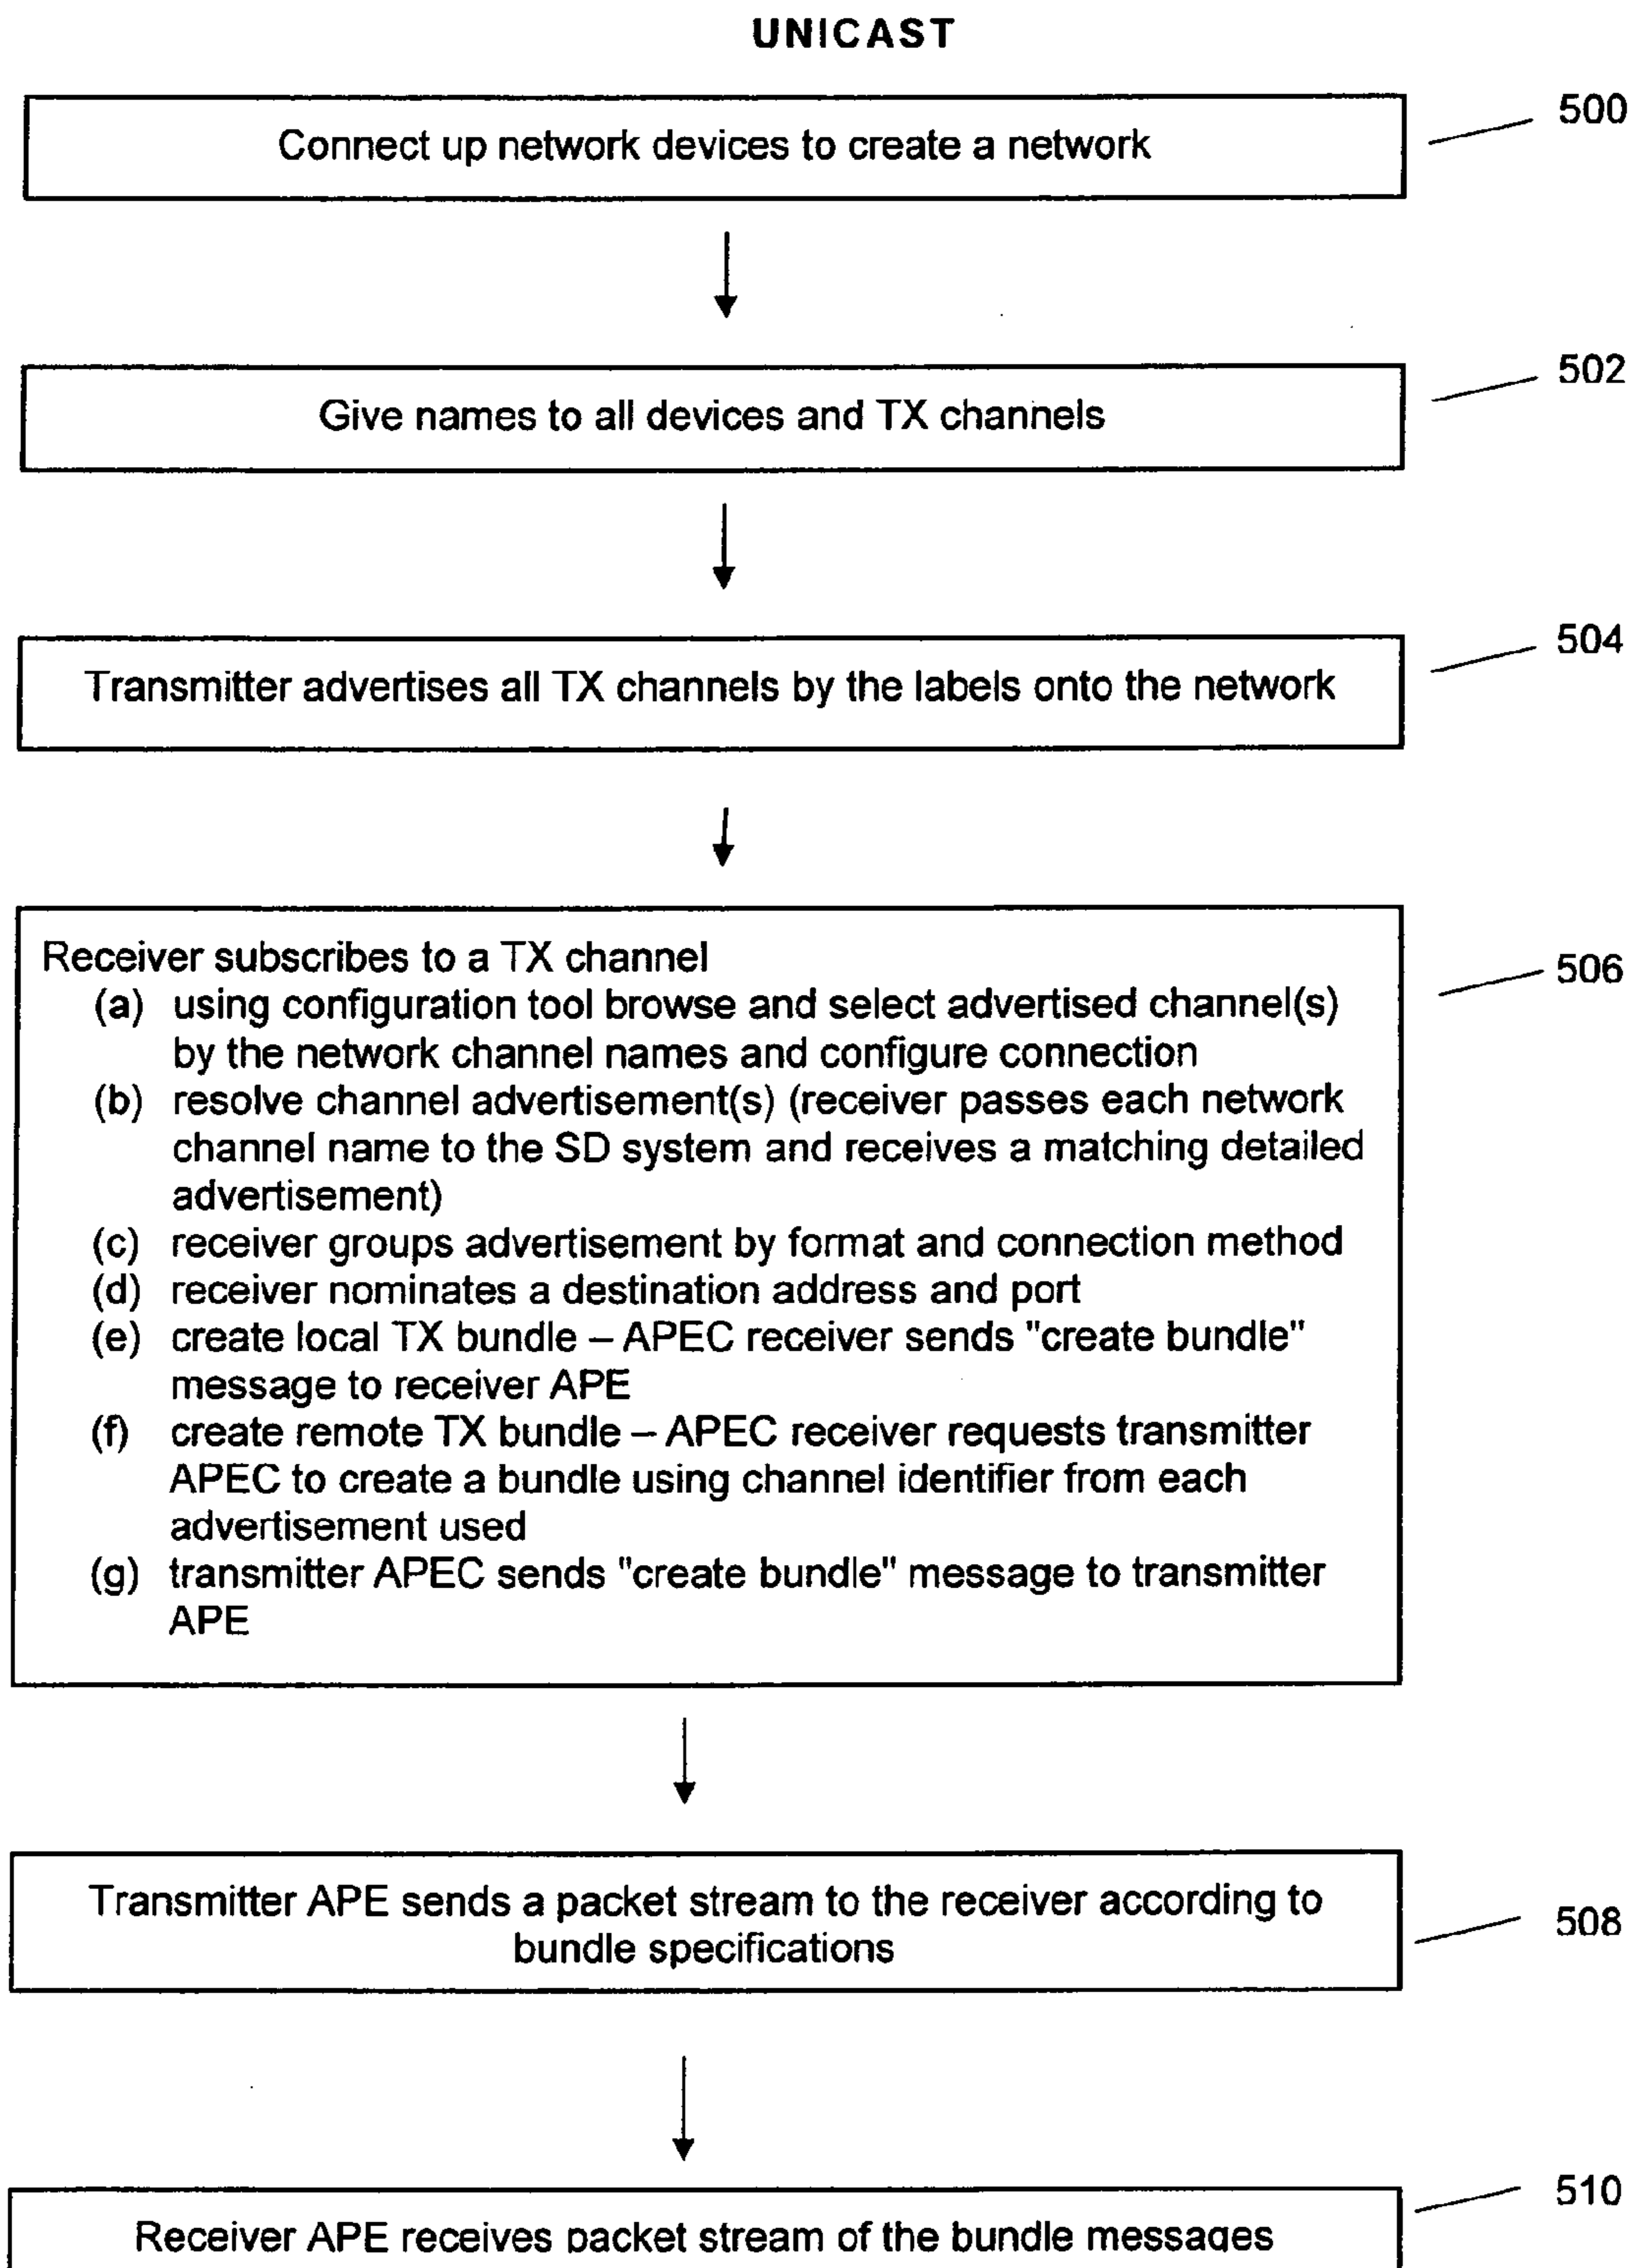 UNICAST
Connect up network devices to create a network
500
Give names to all devices and TX channels
502
Transmitter advertises all TX channels by the labels onto the network
504
Receiver subscribes to a TX channel
506
(a) using configuration tool browse and select advertised channel(s)
by the network channel names and configure connection
(b) resolve channel advertisement(s) (receiver passes each network
channel name to the SD system and receives a matching detailed
advertisement)
(c) receiver groups advertisement by format and connection method
(d) receiver nominates a destination address and port
(e) create local TX bundle – APEC receiver sends "create bundle"
message to receiver APE
(f) create remote TX bundle – APEC receiver requests transmitter
APEC to create a bundle using channel identifier from each
advertisement used
(g) transmitter APEC sends "create bundle" message to transmitter
APE
Transmitter APE sends a packet stream to the receiver according to
bundle specifications
508
Receiver APE receives packet stream of the bundle messages
510